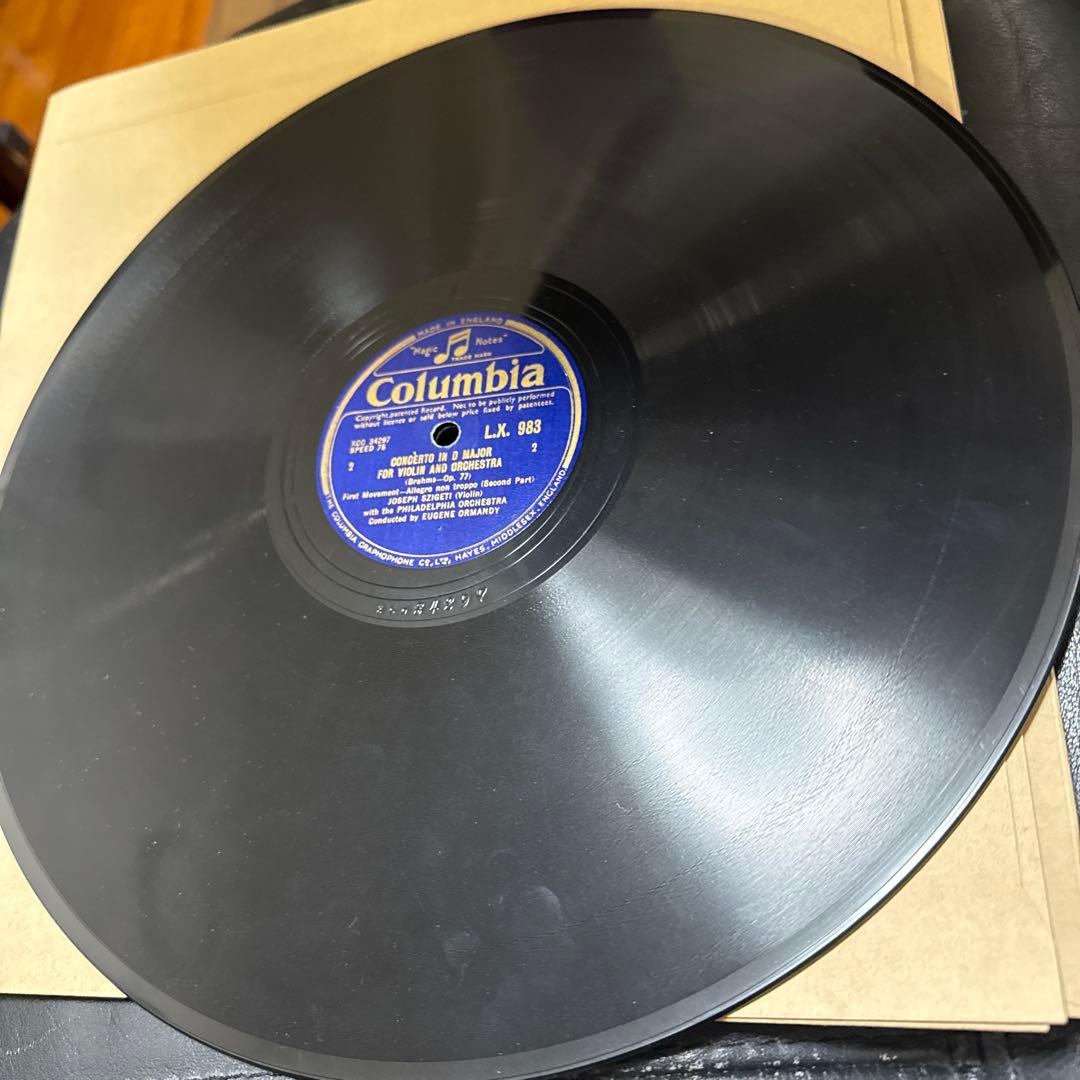 MADE IN ENGLAND
"Magic Notes"
TRADE MARK
Columbia
Copyright, patented Record. Not to be publicly performed
without licence or sold below price fixed by patentees.
XCO 34297
SPEED 78
L.X. 983
2
2
CONCERTO IN D MAJOR
FOR VIOLIN AND ORCHESTRA
(Brahms—Op. 77)
First Movement—Allegro non troppo (Second Part)
JOSEPH SZIGETI (Violin)
with the PHILADELPHIA ORCHESTRA
Conducted by EUGENE ORMANDY
THE COLUMBIA GRAPHOPHONE CO., LTD., HAYES, MIDDLESEX, ENGLAND